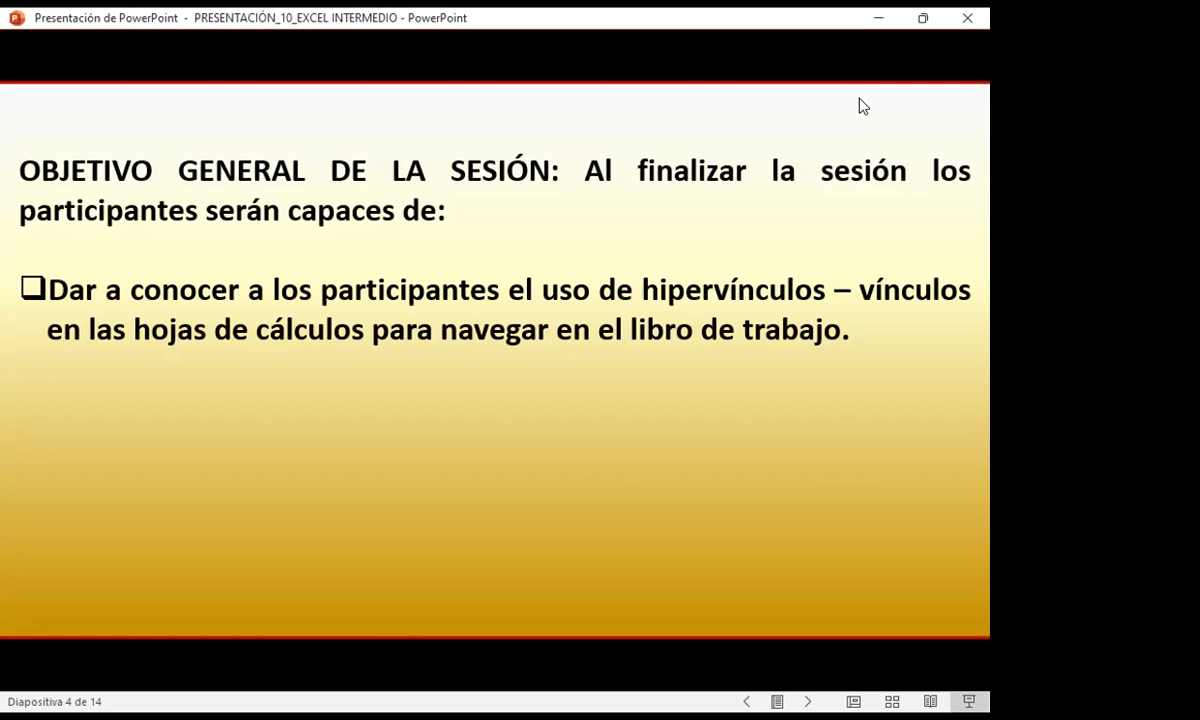 Presentación de PowerPoint - PRESENTACIÓN_10_EXCEL INTERMEDIO - PowerPoint
OBJETIVO GENERAL DE LA SESIÓN: Al finalizar la sesión los
participantes serán capaces de:
Dar a conocer a los participantes el uso de hipervínculos – vínculos
en las hojas de cálculos para navegar en el libro de trabajo.
Diapositiva 4 de 14